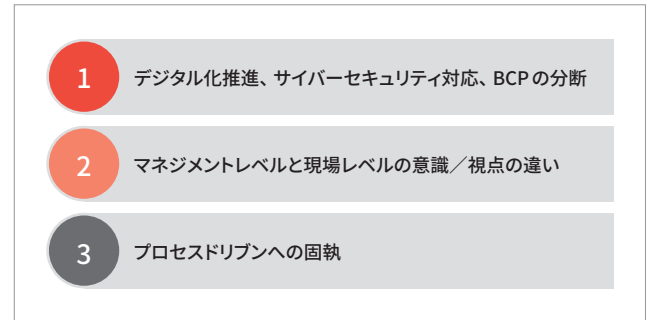 1 デジタル化推進、サイバーセキュリティ対応、BCPの分断
2 マネジメントレベルと現場レベルの意識／視点の違い
3 プロセスドリブンへの固執